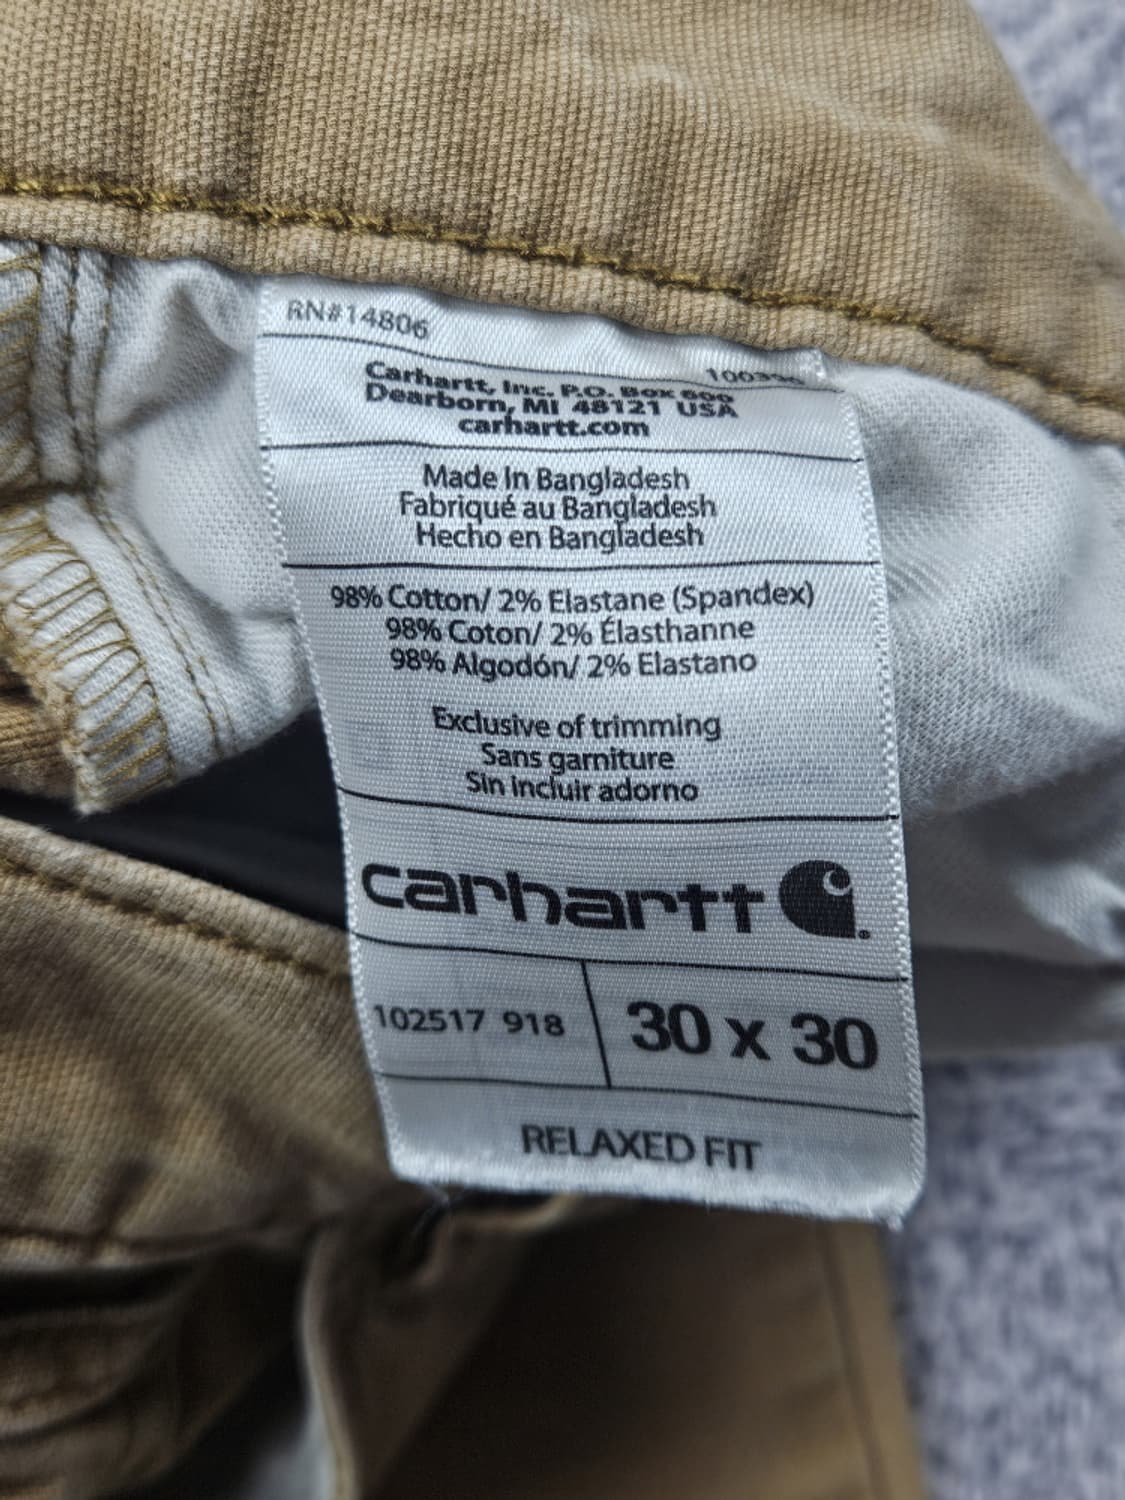 RN#14806
Carhartt, Inc. P.O. Box 600
Dearborn, MI 48121 USA
carhartt.com
Made In Bangladesh
Fabriqué au Bangladesh
Hecho en Bangladesh
98% Cotton/ 2% Elastane (Spandex)
98% Coton/ 2% Élasthanne
98% Algodón/ 2% Elastano
Exclusive of trimming
Sans garniture
Sin incluir adorno
carhartt
102517 918
30 x 30
RELAXED FIT